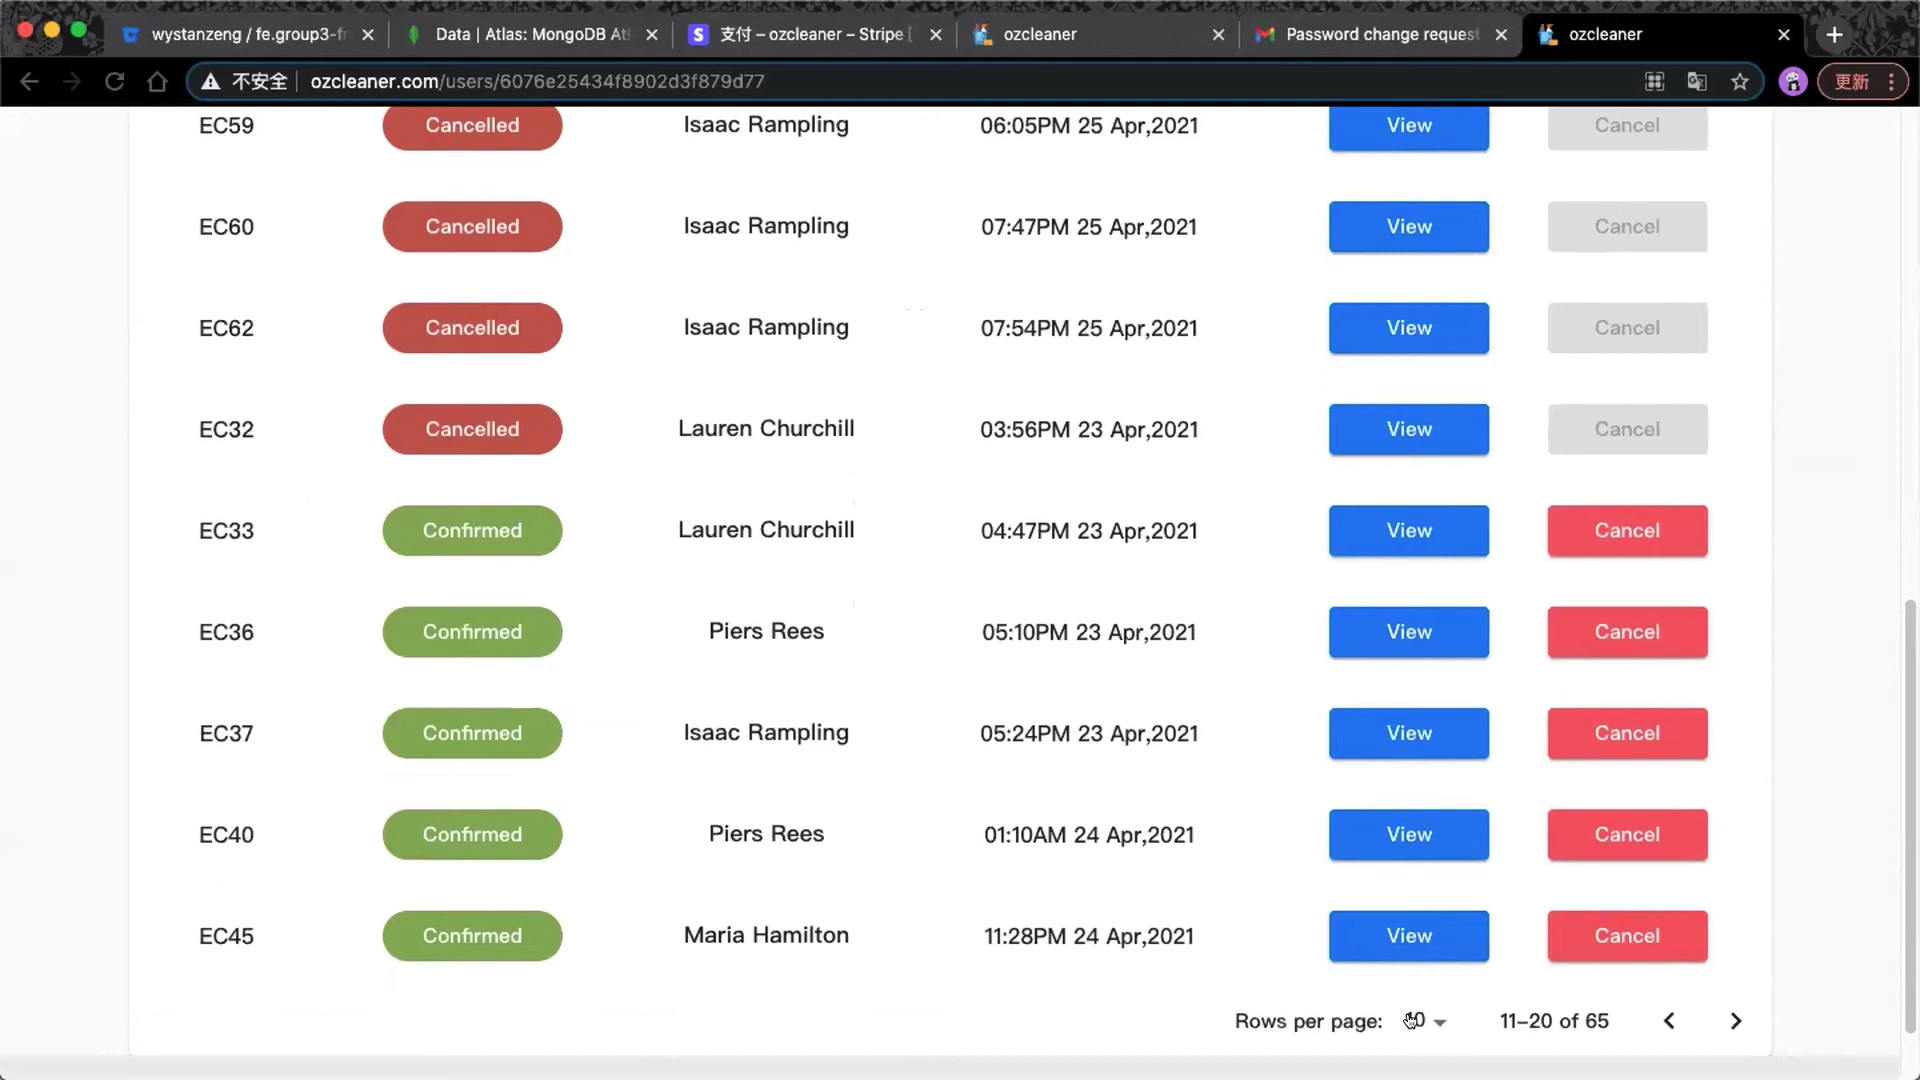 wystanzeng / fe.group3-fr
Data | Atlas: MongoDB Atl
支付 – ozcleaner – Stripe [
ozcleaner
Password change request
ozcleaner
不安全
ozcleaner.com/users/6076e25434f8902d3f879d77
更新
EC59 Cancelled Isaac Rampling 06:05PM 25 Apr,2021 View Cancel
EC60 Cancelled Isaac Rampling 07:47PM 25 Apr,2021 View Cancel
EC62 Cancelled Isaac Rampling 07:54PM 25 Apr,2021 View Cancel
EC32 Cancelled Lauren Churchill 03:56PM 23 Apr,2021 View Cancel
EC33 Confirmed Lauren Churchill 04:47PM 23 Apr,2021 View Cancel
EC36 Confirmed Piers Rees 05:10PM 23 Apr,2021 View Cancel
EC37 Confirmed Isaac Rampling 05:24PM 23 Apr,2021 View Cancel
EC40 Confirmed Piers Rees 01:10AM 24 Apr,2021 View Cancel
EC45 Confirmed Maria Hamilton 11:28PM 24 Apr,2021 View Cancel
Rows per page: 11–20 of 65